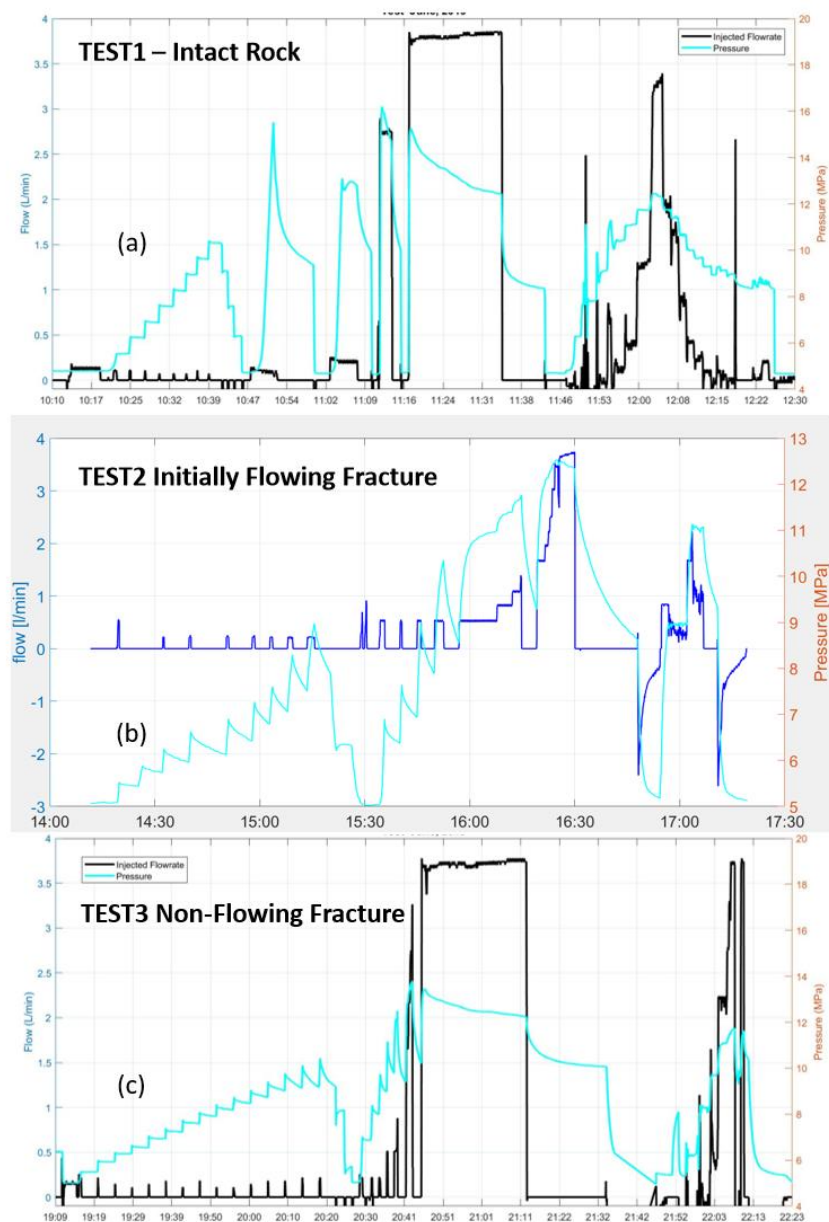 TEST1 – Intact Rock
Injected Flowrate
Pressure
(a)
Flow (L/min)
Pressure (MPa)
4
3.5
3
2.5
2
1.5
1
0.5
0
20
18
16
14
12
10
8
6
4
10:10 10:17 10:25 10:32 10:39 10:47 10:54 11:02 11:09 11:16 11:24 11:31 11:38 11:46 11:53 12:00 12:08 12:15 12:22 12:30
TEST2 Initially Flowing Fracture
(b)
flow [l/min]
Pressure [MPa]
4
3
2
1
0
-1
-2
-3
13
12
11
10
9
8
7
6
5
14:00 14:30 15:00 15:30 16:00 16:30 17:00 17:30
Injected Flowrate
Pressure
TEST3 Non-Flowing Fracture
(c)
Flow (L/min)
Pressure (MPa)
4
3.5
3
2.5
2
1.5
1
0.5
0
20
18
16
14
12
10
8
6
4
19:09 19:19 19:29 19:39 19:50 20:00 20:10 20:20 20:30 20:41 20:51 21:01 21:11 21:22 21:32 21:42 21:52 22:03 22:13 22:23